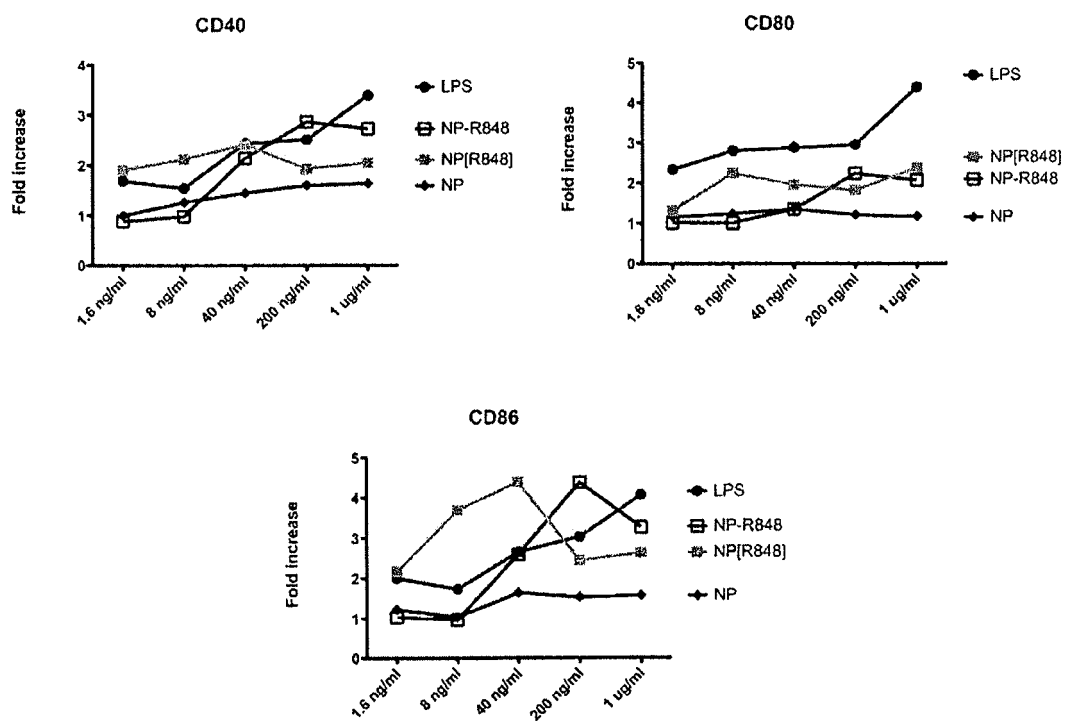 CD40
Fold increase
4
3
2
1
0
1.6 ng/ml
8 ng/ml
40 ng/ml
200 ng/ml
1 ug/ml
LPS
NP-R848
NP[R848]
NP
CD80
Fold increase
5
4
3
2
1
0
1.6 ng/ml
8 ng/ml
40 ng/ml
200 ng/ml
1 ug/ml
LPS
NP[R848]
NP-R848
NP
CD86
Fold increase
5
4
3
2
1
0
1.6 ng/ml
8 ng/ml
40 ng/ml
200 ng/ml
1 ug/ml
LPS
NP-R848
NP[R848]
NP